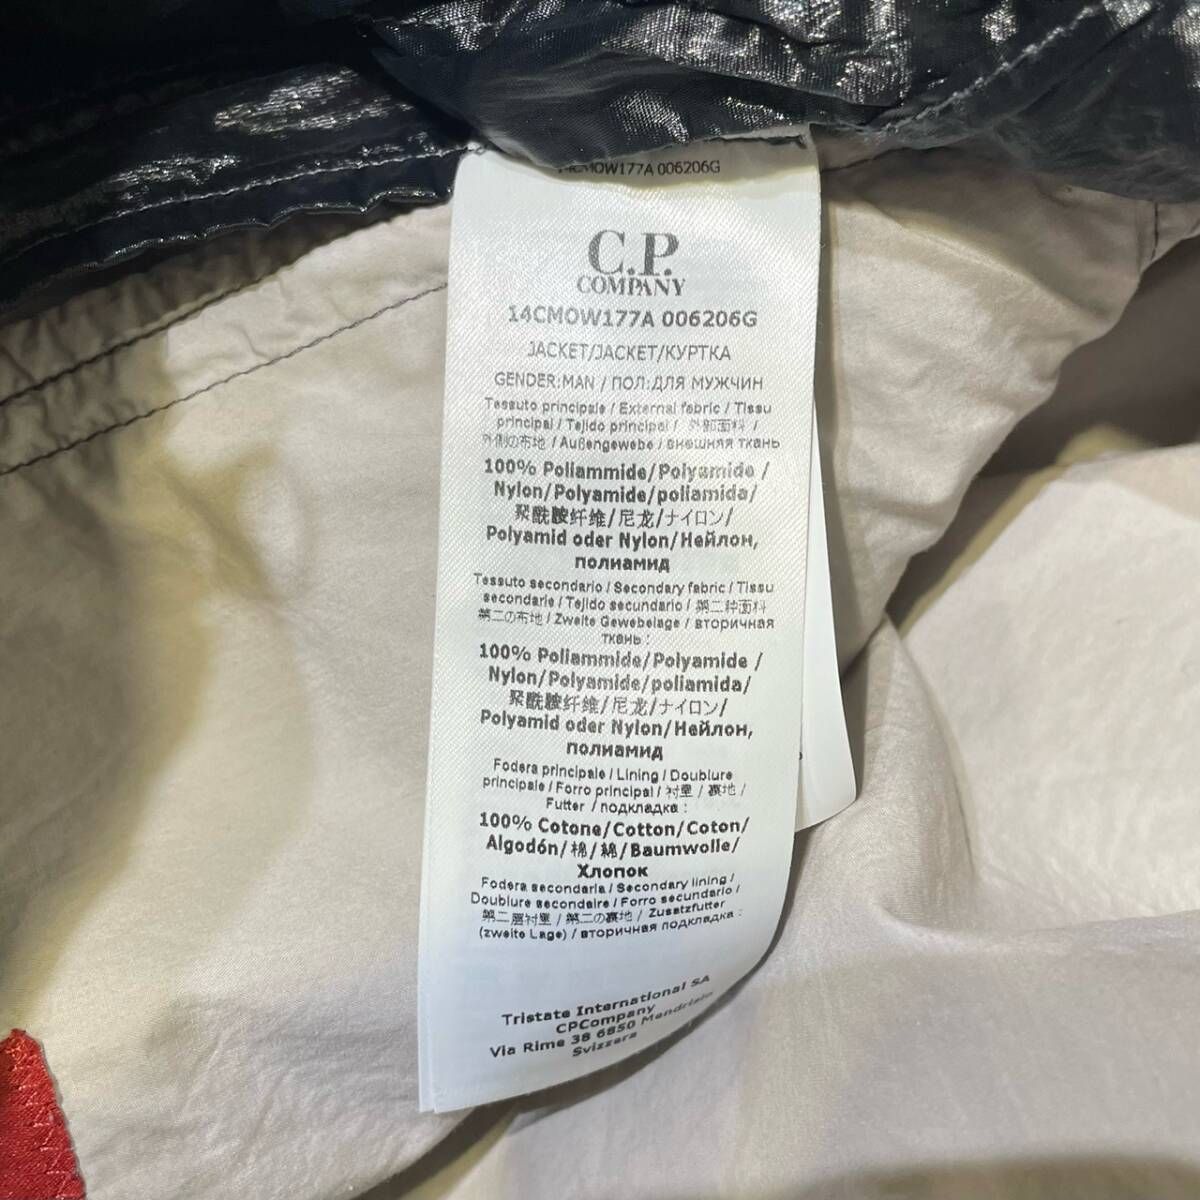 14CMOW177A 006206G
C.P.
COMPANY
14CMOW177A 006206G
JACKET/JACKET/КУРТКА
GENDER:MAN / ПОЛ:ДЛЯ МУЖЧИН
Tessuto principale / External fabric / Tissu
principal / Tejido principal / 外部面料 /
外側の布地 / Außengewebe / внешняя ткань
100% Poliammide/Polyamide /
Nylon/Polyamide/poliamida/
聚酰胺纤维/尼龙/ナイロン/
Polyamid oder Nylon/Нейлон,
полиамид
Tessuto secondario / Secondary fabric / Tissu
secondarie / Tejido secundario / 第二种面料
第二の布地 / Zweite Gewebelage / вторичная
ткань :
100% Poliammide/Polyamide /
Nylon/Polyamide/poliamida/
聚酰胺纤维/尼龙/ナイロン/
Polyamid oder Nylon/Нейлон,
полиамид
Fodera principale / Lining / Doublure
principale / Forro principal / 衬里 / 裏地 /
Futter / подкладка :
100% Cotone/Cotton/Coton/
Algodón/棉/綿/Baumwolle/
Хлопок
Fodera secondaria / Secondary lining /
Doublure secondaire / Forro secundario /
第二层衬里 / 第二の裏地 / Zusatzfutter
(zweite Lage) / вторичная подкладка :
Tristate International SA
CPCompany
Via Rime 38 6850 Mendrisio
Svizzera